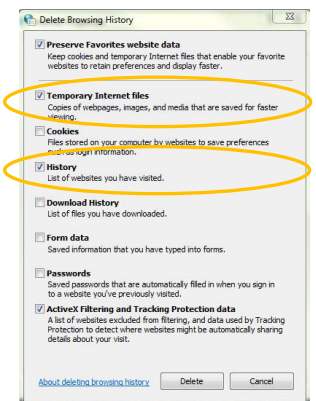 Delete Browsing History
Preserve Favorites website data
Keep cookies and temporary Internet files that enable your favorite
websites to retain preferences and display faster.
Temporary Internet files
Copies of webpages, images, and media that are saved for faster
viewing.
Cookies
Files stored on your computer by websites to save preferences
such as login information.
History
List of websites you have visited.
Download History
List of files you have downloaded.
Form data
Saved information that you have typed into forms.
Passwords
Saved passwords that are automatically filled in when you sign in
to a website you've previously visited.
ActiveX Filtering and Tracking Protection data
A list of websites excluded from filtering, and data used by Tracking
Protection to detect where websites might be automatically sharing
details about your visit.
About deleting browsing history Delete Cancel